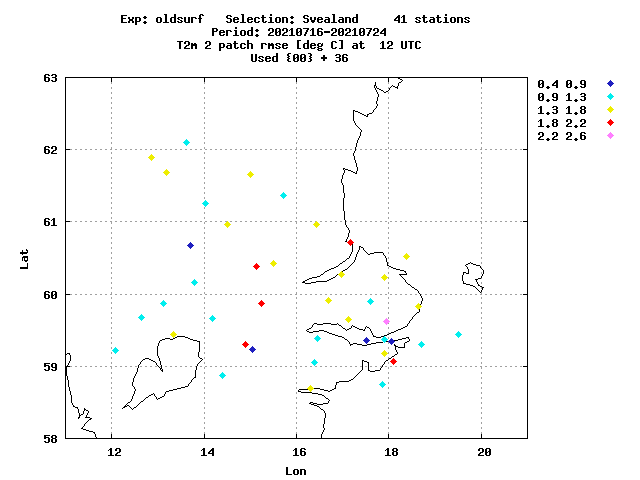 Exp: oldsurf   Selection: Svealand     41 stations
Period: 20210716-20210724
T2m 2 patch rmse [deg C] at  12 UTC
Used {00} + 36
63
62
61
60
59
58
Lat
12
14
16
18
20
Lon
0.4 0.9
0.9 1.3
1.3 1.8
1.8 2.2
2.2 2.6